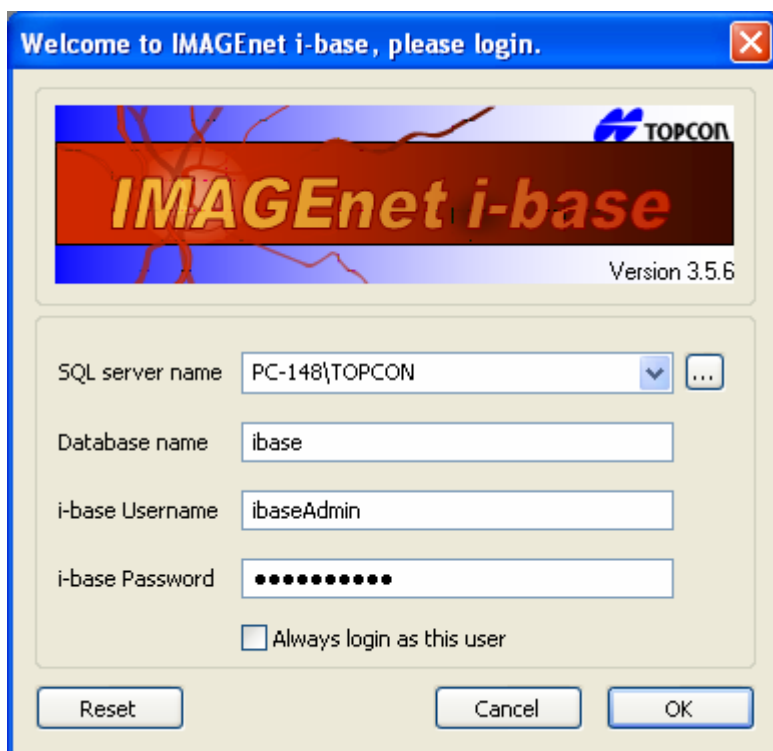 Welcome to IMAGEnet i-base, please login.
TOPCON
IMAGEnet i-base
Version 3.5.6
SQL server name PC-148\TOPCON ...
Database name ibase
i-base Username ibaseAdmin
i-base Password ●●●●●●●●●●
Always login as this user
Reset Cancel OK